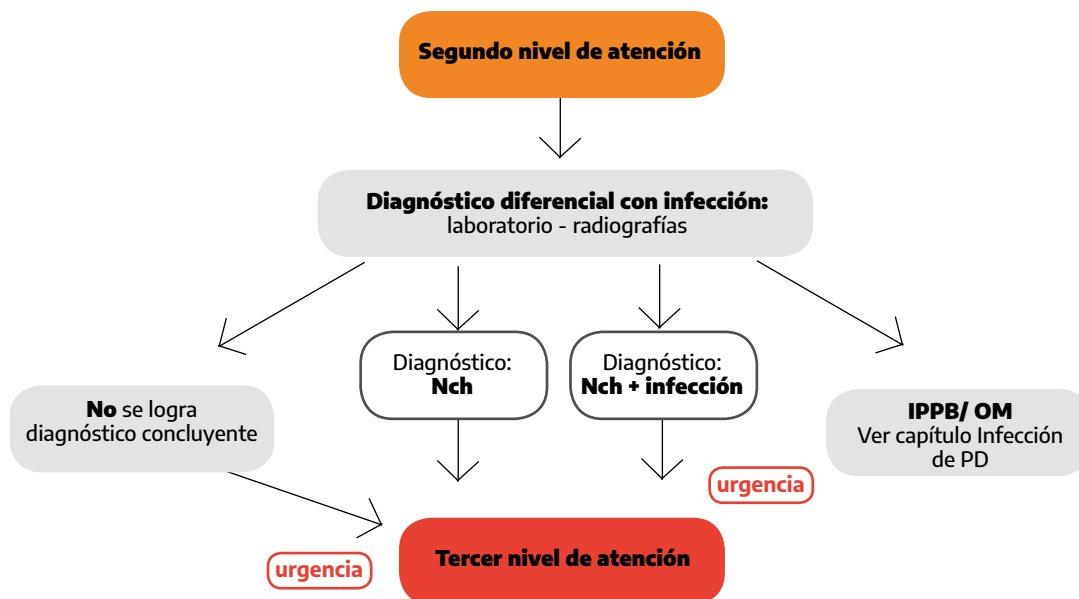 Segundo nivel de atención
Diagnóstico diferencial con infección:
laboratorio - radiografías
Diagnóstico:
Nch
Diagnóstico:
Nch + infección
No se logra
diagnóstico concluyente
IPPB/ OM
Ver capítulo Infección
de PD
urgencia
Tercer nivel de atención
urgencia